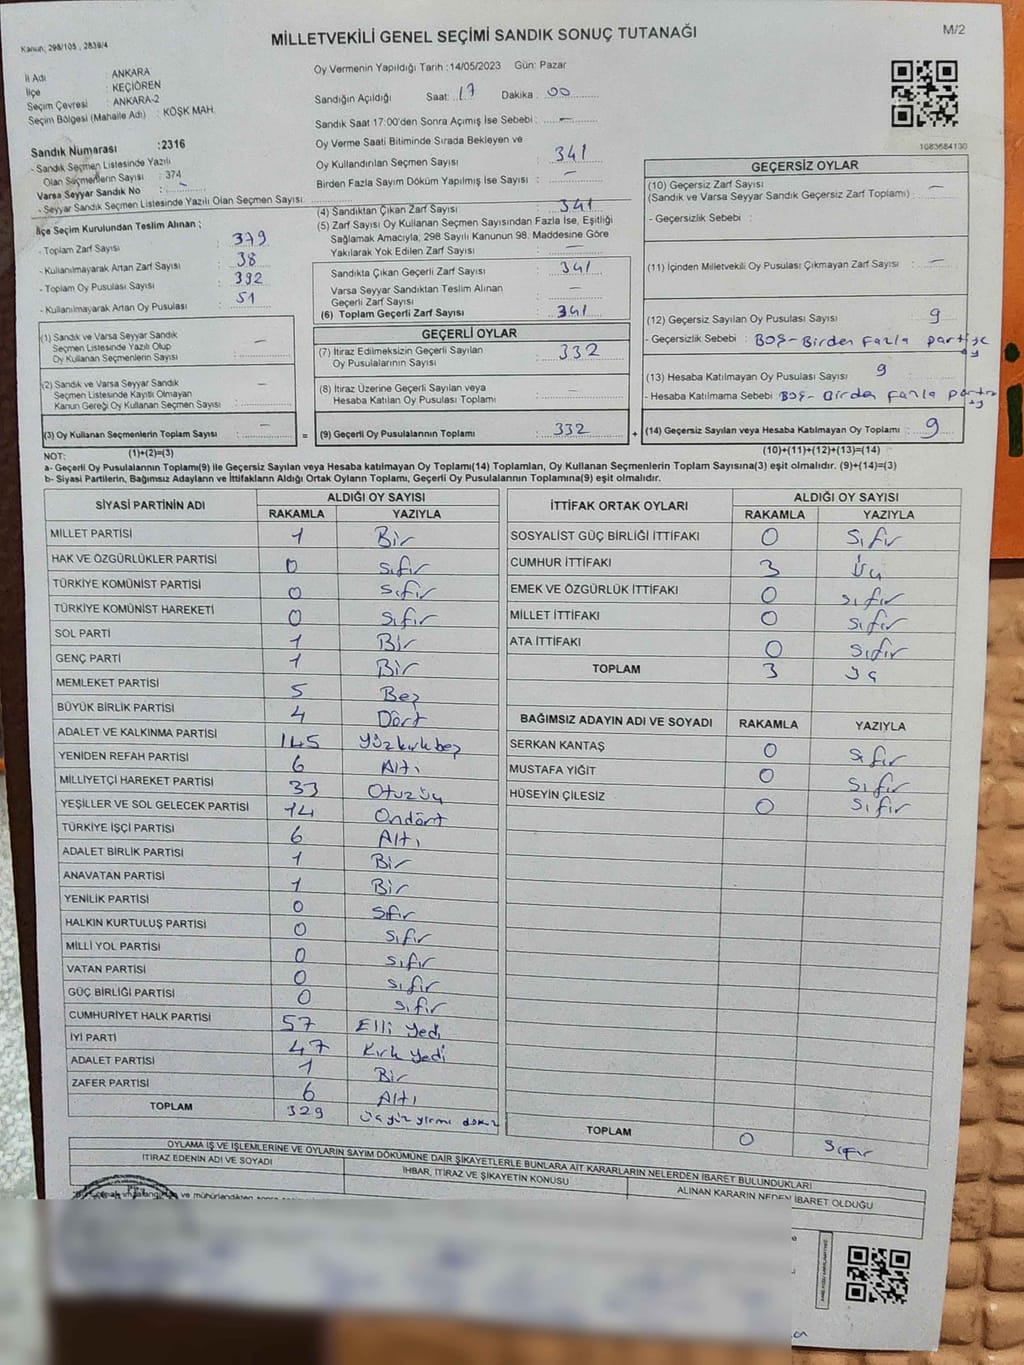 Kanun; 298/105 , 2839/4
MİLLETVEKİLİ GENEL SEÇİMİ SANDIK SONUÇ TUTANAĞI
M/2
İl Adı : ANKARA
İlçe : KEÇİÖREN
Seçim Çevresi : ANKARA-2
Seçim Bölgesi (Mahalle Adı) : KÖŞK MAH.
Sandık Numarası :2316
- Sandık Seçmen Listesinde Yazılı
Olan Seçmenlerin Sayısı : 374
Varsa Seyyar Sandık No : -
- Seyyar Sandık Seçmen Listesinde Yazılı Olan Seçmen Sayısı:
İlçe Seçim Kurulundan Teslim Alınan ;
- Toplam Zarf Sayısı : 379
- Kullanılmayarak Artan Zarf Sayısı : 38
- Toplam Oy Pusulası Sayısı : 392
- Kullanılmayarak Artan Oy Pusulası : 51
Oy Vermenin Yapıldığı Tarih :14/05/2023 Gün: Pazar
Sandığın Açıldığı Saat: 17 Dakika : 00
Sandık Saat 17:00'den Sonra Açımış İse Sebebi : -
Oy Verme Saati Bitiminde Sırada Bekleyen ve
Oy Kullandırılan Seçmen Sayısı : 341
Birden Fazla Sayım Döküm Yapılmış İse Sayısı : -
(4) Sandıktan Çıkan Zarf Sayısı : 341
(5) Zarf Sayısı Oy Kullanan Seçmen Sayısından Fazla İse, Eşitliği
Sağlamak Amacıyla, 298 Sayılı Kanunun 98. Maddesine Göre
Yakılarak Yok Edilen Zarf Sayısı : -
Sandıkta Çıkan Geçerli Zarf Sayısı : 341
Varsa Seyyar Sandıktan Teslim Alınan
Geçerli Zarf Sayısı : -
(6) Toplam Geçerli Zarf Sayısı : 341
1083684130
GEÇERSİZ OYLAR
(10) Geçersiz Zarf Sayısı
(Sandık ve Varsa Seyyar Sandık Geçersiz Zarf Toplamı) : -
- Geçersizlik Sebebi :
(11) İçinden Milletvekili Oy Pusulası Çıkmayan Zarf Sayısı : -
(12) Geçersiz Sayılan Oy Pusulası Sayısı : 9
- Geçersizlik Sebebi : BOŞ-Birden fazla partiye oy
(13) Hesaba Katılmayan Oy Pusulası Sayısı : 9
- Hesaba Katılmama Sebebi : BOŞ-Birden fazla
(14) Geçersiz Sayılan veya Hesaba Katılmayan Oy Toplamı : 9
(10)+(11)+(12)+(13)=(14)
(1) Sandık ve Varsa Seyyar Sandık
Seçmen Listesinde Yazılı Olup
Oy Kullanan Seçmenlerin Sayısı : -
(2) Sandık ve Varsa Seyyar Sandık
Seçmen Listesinde Kayıtlı Olmayan
Kanun Gereği Oy Kullanan Seçmen Sayısı : -
(3) Oy Kullanan Seçmenlerin Toplam Sayısı : - =
(1)+(2)=(3)
GEÇERLİ OYLAR
(7) İtiraz Edilmeksizin Geçerli Sayılan
Oy Pusulalarının Sayısı : 332
(8) İtiraz Üzerine Geçerli Sayılan veya
Hesaba Katılan Oy Pusulası Toplamı : -
(9) Geçerli Oy Pusulalarının Toplamı : 332 +
NOT:
a- Geçerli Oy Pusulalarının Toplamı(9) ile Geçersiz Sayılan veya Hesaba katılmayan Oy Toplamı(14) Toplamları, Oy Kullanan Seçmenlerin Toplam Sayısına(3) eşit olmalıdır. (9)+(14)=(3)
b- Siyasi Partilerin, Bağımsız Adayların ve İttifakların Aldığı Ortak Oyların Toplamı, Geçerli Oy Pusulalarının Toplamına(9) eşit olmalıdır.
SİYASİ PARTİNİN ADI ALDIĞI OY SAYISI
RAKAMLA YAZIYLA
MİLLET PARTİSİ 1 Bir
HAK VE ÖZGÜRLÜKLER PARTİSİ 0 Sıfır
TÜRKİYE KOMÜNİST PARTİSİ 0 Sıfır
TÜRKİYE KOMÜNİST HAREKETİ 0 Sıfır
SOL PARTİ 1 Bir
GENÇ PARTİ 1 Bir
MEMLEKET PARTİSİ 5 Beş
BÜYÜK BİRLİK PARTİSİ 4 Dört
ADALET VE KALKINMA PARTİSİ 145 Yüzkırkbeş
YENİDEN REFAH PARTİSİ 6 Altı
MİLLİYETÇİ HAREKET PARTİSİ 33 Otuzüç
YEŞİLLER VE SOL GELECEK PARTİSİ 14 Ondört
TÜRKİYE İŞÇİ PARTİSİ 6 Altı
ADALET BİRLİK PARTİSİ 1 Bir
ANAVATAN PARTİSİ 1 Bir
YENİLİK PARTİSİ 0 Sıfır
HALKIN KURTULUŞ PARTİSİ 0 Sıfır
MİLLİ YOL PARTİSİ 0 Sıfır
VATAN PARTİSİ 0 Sıfır
GÜÇ BİRLİĞİ PARTİSİ 0 Sıfır
CUMHURİYET HALK PARTİSİ 57 Elli Yedi
İYİ PARTİ 47 Kırk Yedi
ADALET PARTİSİ 1 Bir
ZAFER PARTİSİ 6 Altı
TOPLAM 329 üçyüz yirmi dokuz
İTTİFAK ORTAK OYLARI ALDIĞI OY SAYISI
RAKAMLA YAZIYLA
SOSYALİST GÜÇ BİRLİĞİ İTTİFAKI 0 Sıfır
CUMHUR İTTİFAKI 3 Üç
EMEK VE ÖZGÜRLÜK İTTİFAKI 0 Sıfır
MİLLET İTTİFAKI 0 Sıfır
ATA İTTİFAKI 0 Sıfır
TOPLAM 3 Üç
BAĞIMSIZ ADAYIN ADI VE SOYADI RAKAMLA YAZIYLA
SERKAN KANTAŞ 0 Sıfır
MUSTAFA YİĞİT 0 Sıfır
HÜSEYİN ÇİLESİZ 0 Sıfır
TOPLAM 0 Sıfır
OYLAMA İŞ VE İŞLEMLERİNE VE OYLARIN SAYIM DÖKÜMÜNE DAİR ŞİKAYETLERLE BUNLARA AİT KARARLARIN NELERDEN İBARET BULUNDUKLARI
İTİRAZ EDENİN ADI VE SOYADI İHBAR, İTİRAZ VE ŞİKAYETİN KONUSU ALINAN KARARIN NEDEN İBARET OLDUĞU